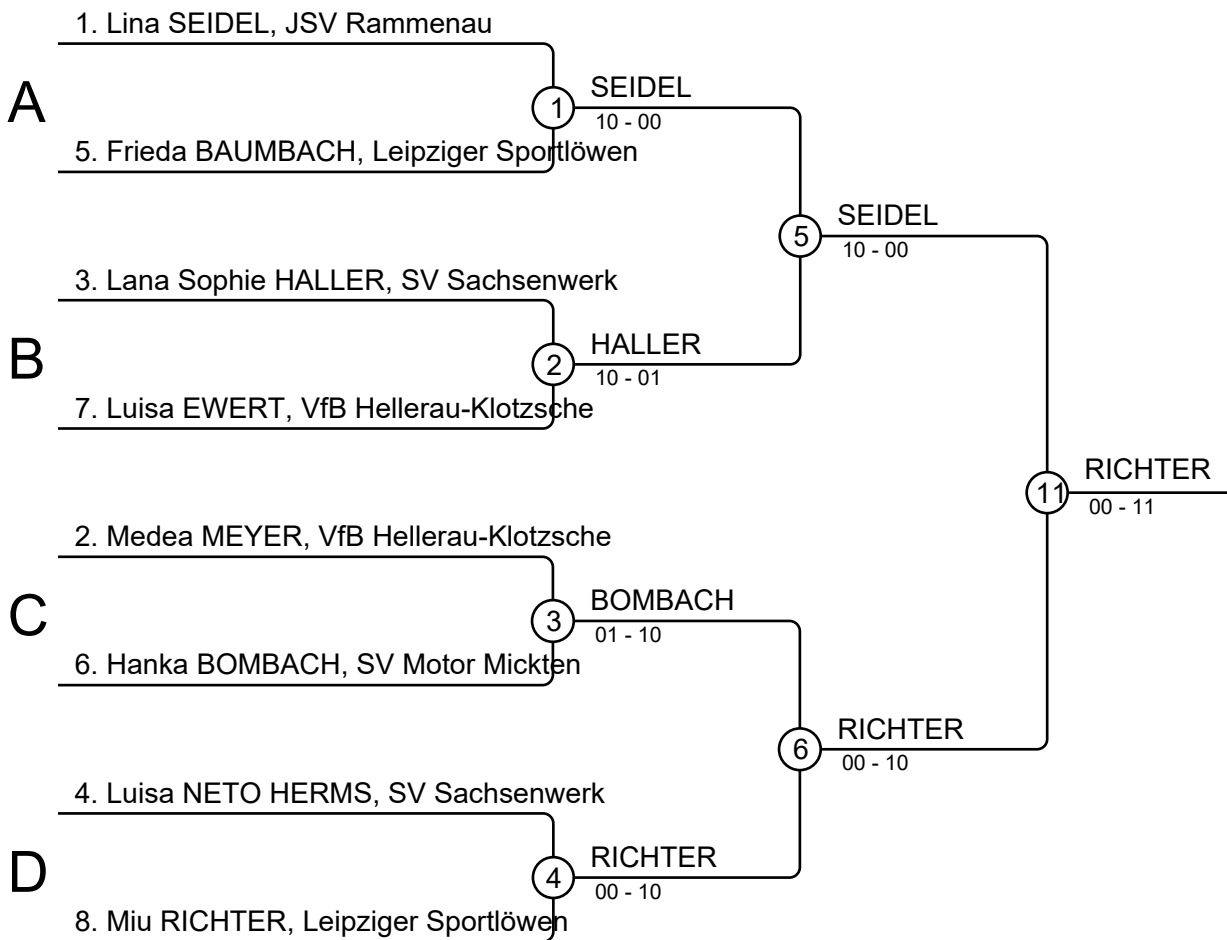 1. Lina SEIDEL, JSV Rammenau
A
1
SEIDEL
10 - 00
5. Frieda BAUMBACH, Leipziger Sportlöwen
5
SEIDEL
10 - 00
3. Lana Sophie HALLER, SV Sachsenwerk
B
2
HALLER
10 - 01
7. Luisa EWERT, VfB Hellerau-Klotzsche
11
RICHTER
00 - 11
2. Medea MEYER, VfB Hellerau-Klotzsche
C
3
BOMBACH
01 - 10
6. Hanka BOMBACH, SV Motor Mickten
6
RICHTER
00 - 10
4. Luisa NETO HERMS, SV Sachsenwerk
D
4
RICHTER
00 - 10
8. Miu RICHTER, Leipziger Sportlöwen